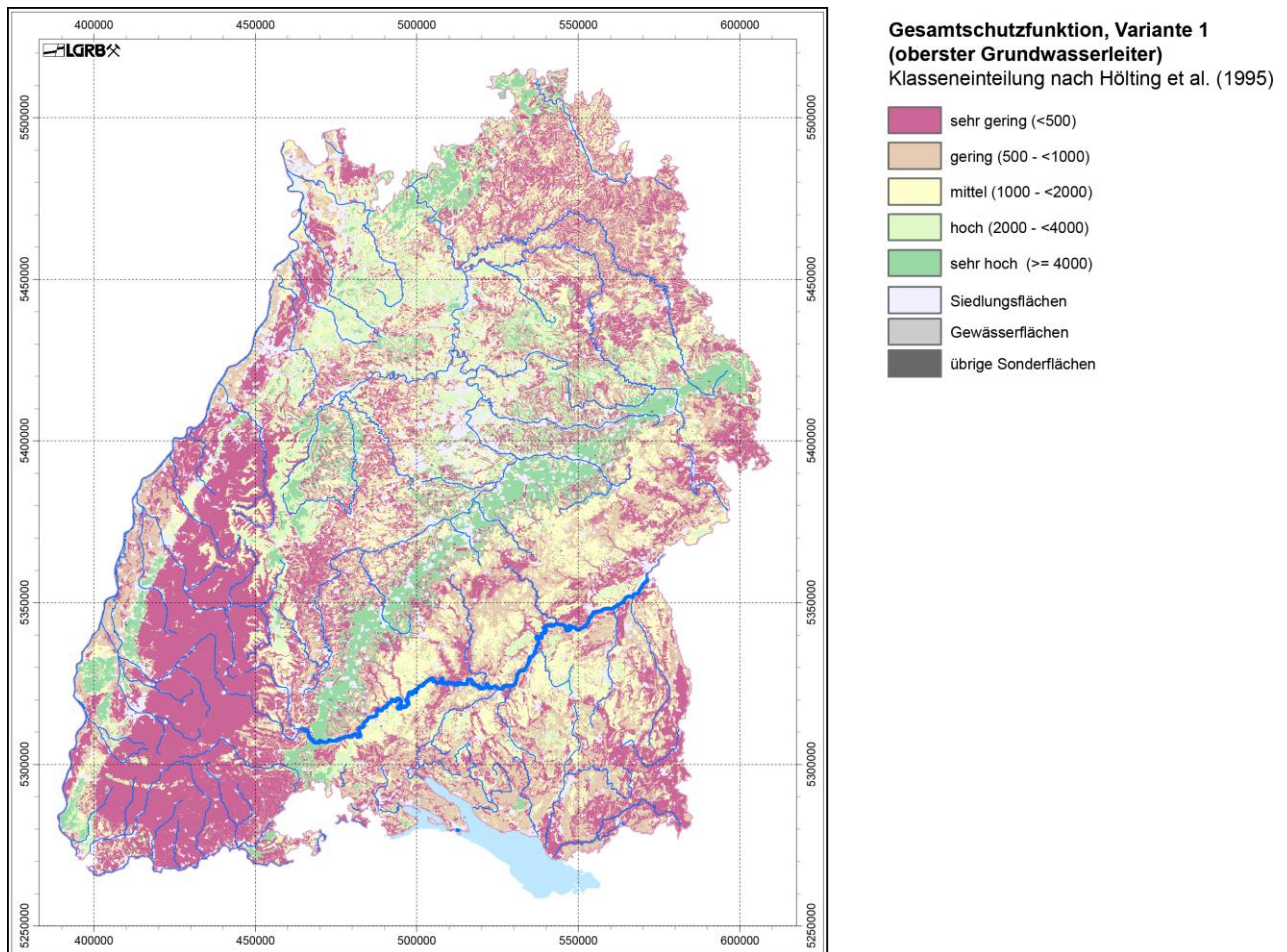 400000 450000 500000 550000 600000
LGRB
5500000 5500000
5450000 5450000
5400000 5400000
5350000 5350000
5300000 5300000
5250000 5250000
400000 450000 500000 550000 600000
Gesamtschutzfunktion, Variante 1
(oberster Grundwasserleiter)
Klasseneinteilung nach Hölting et al. (1995)
sehr gering (<500)
gering (500 - <1000)
mittel (1000 - <2000)
hoch (2000 - <4000)
sehr hoch (>= 4000)
Siedlungsflächen
Gewässerflächen
übrige Sonderflächen